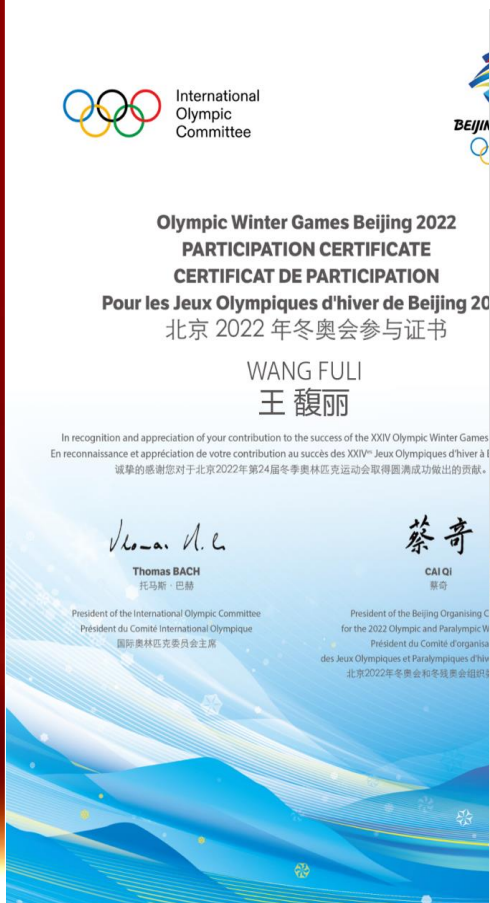 International
Olympic
Committee
BEIJIN
Olympic Winter Games Beijing 2022
PARTICIPATION CERTIFICATE
CERTIFICAT DE PARTICIPATION
Pour les Jeux Olympiques d'hiver de Beijing 20
北京 2022 年冬奥会参与证书
WANG FULI
王 馥丽
In recognition and appreciation of your contribution to the success of the XXIV Olympic Winter Games
En reconnaissance et appréciation de votre contribution au succès des XXIVᵉˢ Jeux Olympiques d'hiver à
诚挚的感谢您对于北京2022年第24届冬季奥林匹克运动会取得圆满成功做出的贡献。
蔡奇
Thomas BACH
托马斯·巴赫
CAI Qi
蔡奇
President of the International Olympic Committee
Président du Comité International Olympique
国际奥林匹克委员会主席
President of the Beijing Organising C
for the 2022 Olympic and Paralympic W
Président du Comité d'organisa
des Jeux Olympiques et Paralympiques d'hiv
北京2022年冬奥会和冬残奥会组织